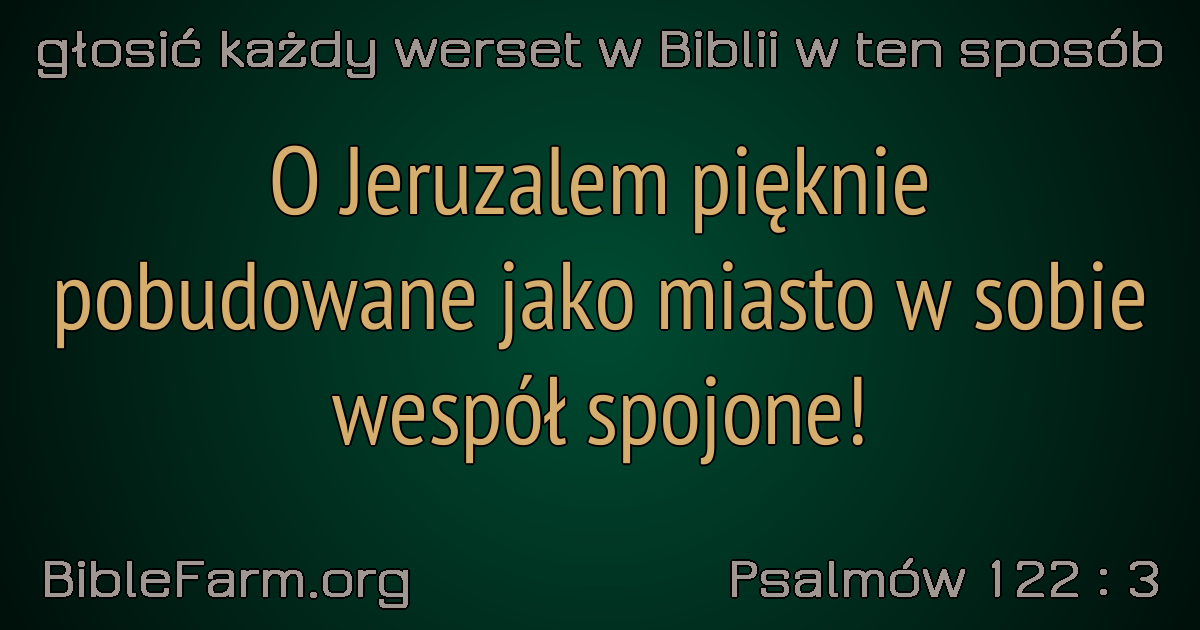 głosić każdy werset w Biblii w ten sposób
O Jeruzalem pięknie
pobudowane jako miasto w sobie
wespół spojone!
BibleFarm.org
Psalmów 122 : 3